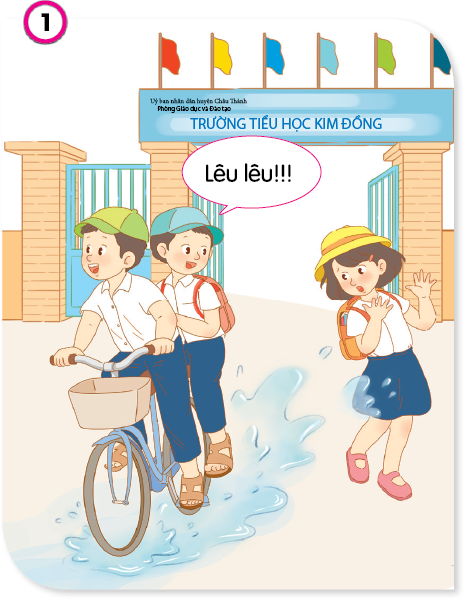 1
Uỷ ban nhân dân huyện Châu Thành
Phòng Giáo dục và Đào tạo
TRƯỜNG TIỂU HỌC KIM ĐỒNG
Lêu lêu!!!